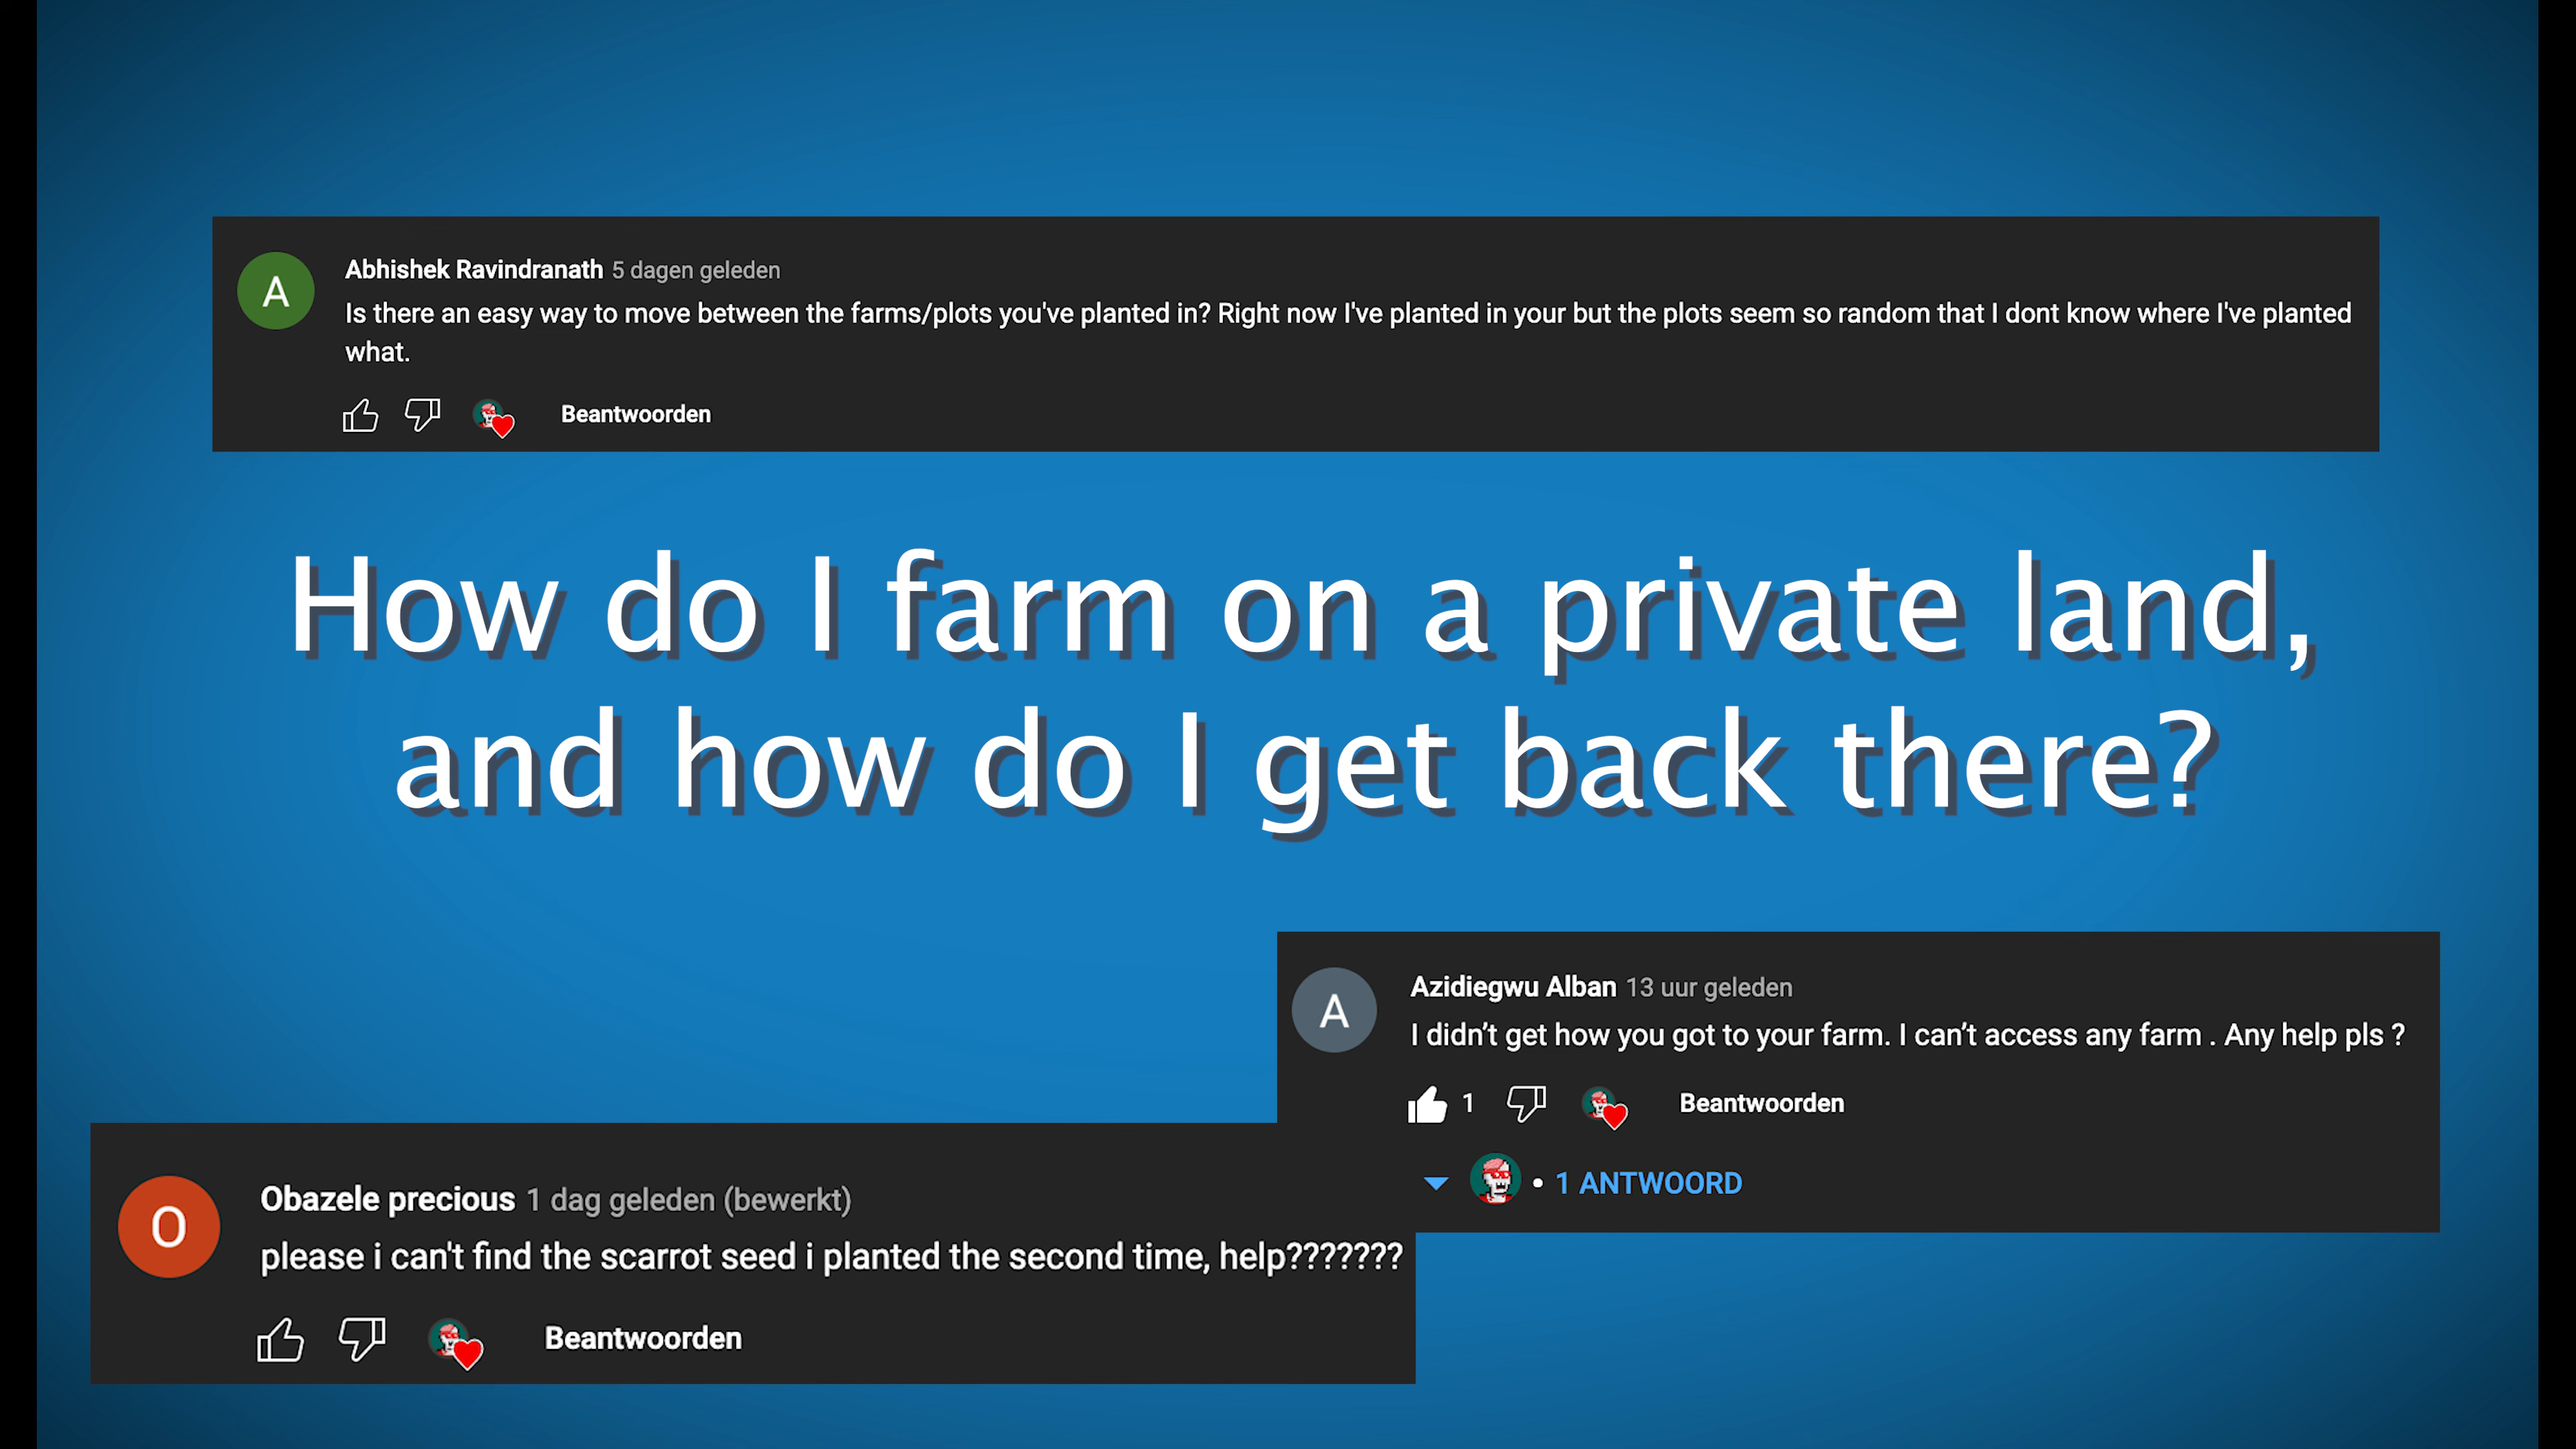 A
Abhishek Ravindranath 5 dagen geleden
Is there an easy way to move between the farms/plots you've planted in? Right now I've planted in your but the plots seem so random that I dont know where I've planted
what.
Beantwoorden
How do I farm on a private land,
and how do I get back there?
A
Azidiegwu Alban 13 uur geleden
I didn’t get how you got to your farm. I can’t access any farm . Any help pls ?
1
Beantwoorden
• 1 ANTWOORD
O
Obazele precious 1 dag geleden (bewerkt)
please i can't find the scarrot seed i planted the second time, help???????
Beantwoorden